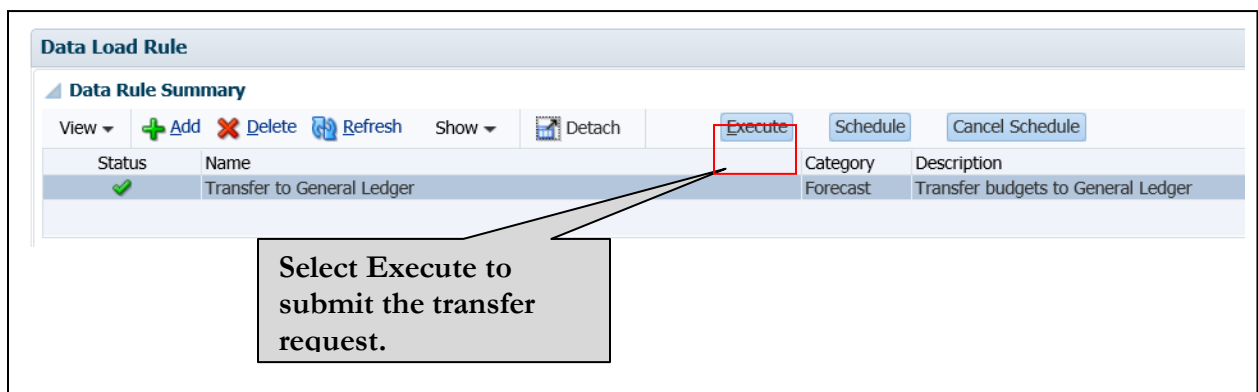 Data Load Rule
Data Rule Summary
View Add Delete Refresh Show Detach Execute Schedule Cancel Schedule
Status Name Category Description
Transfer to General Ledger Forecast Transfer budgets to General Ledger
Select Execute to
submit the transfer
request.